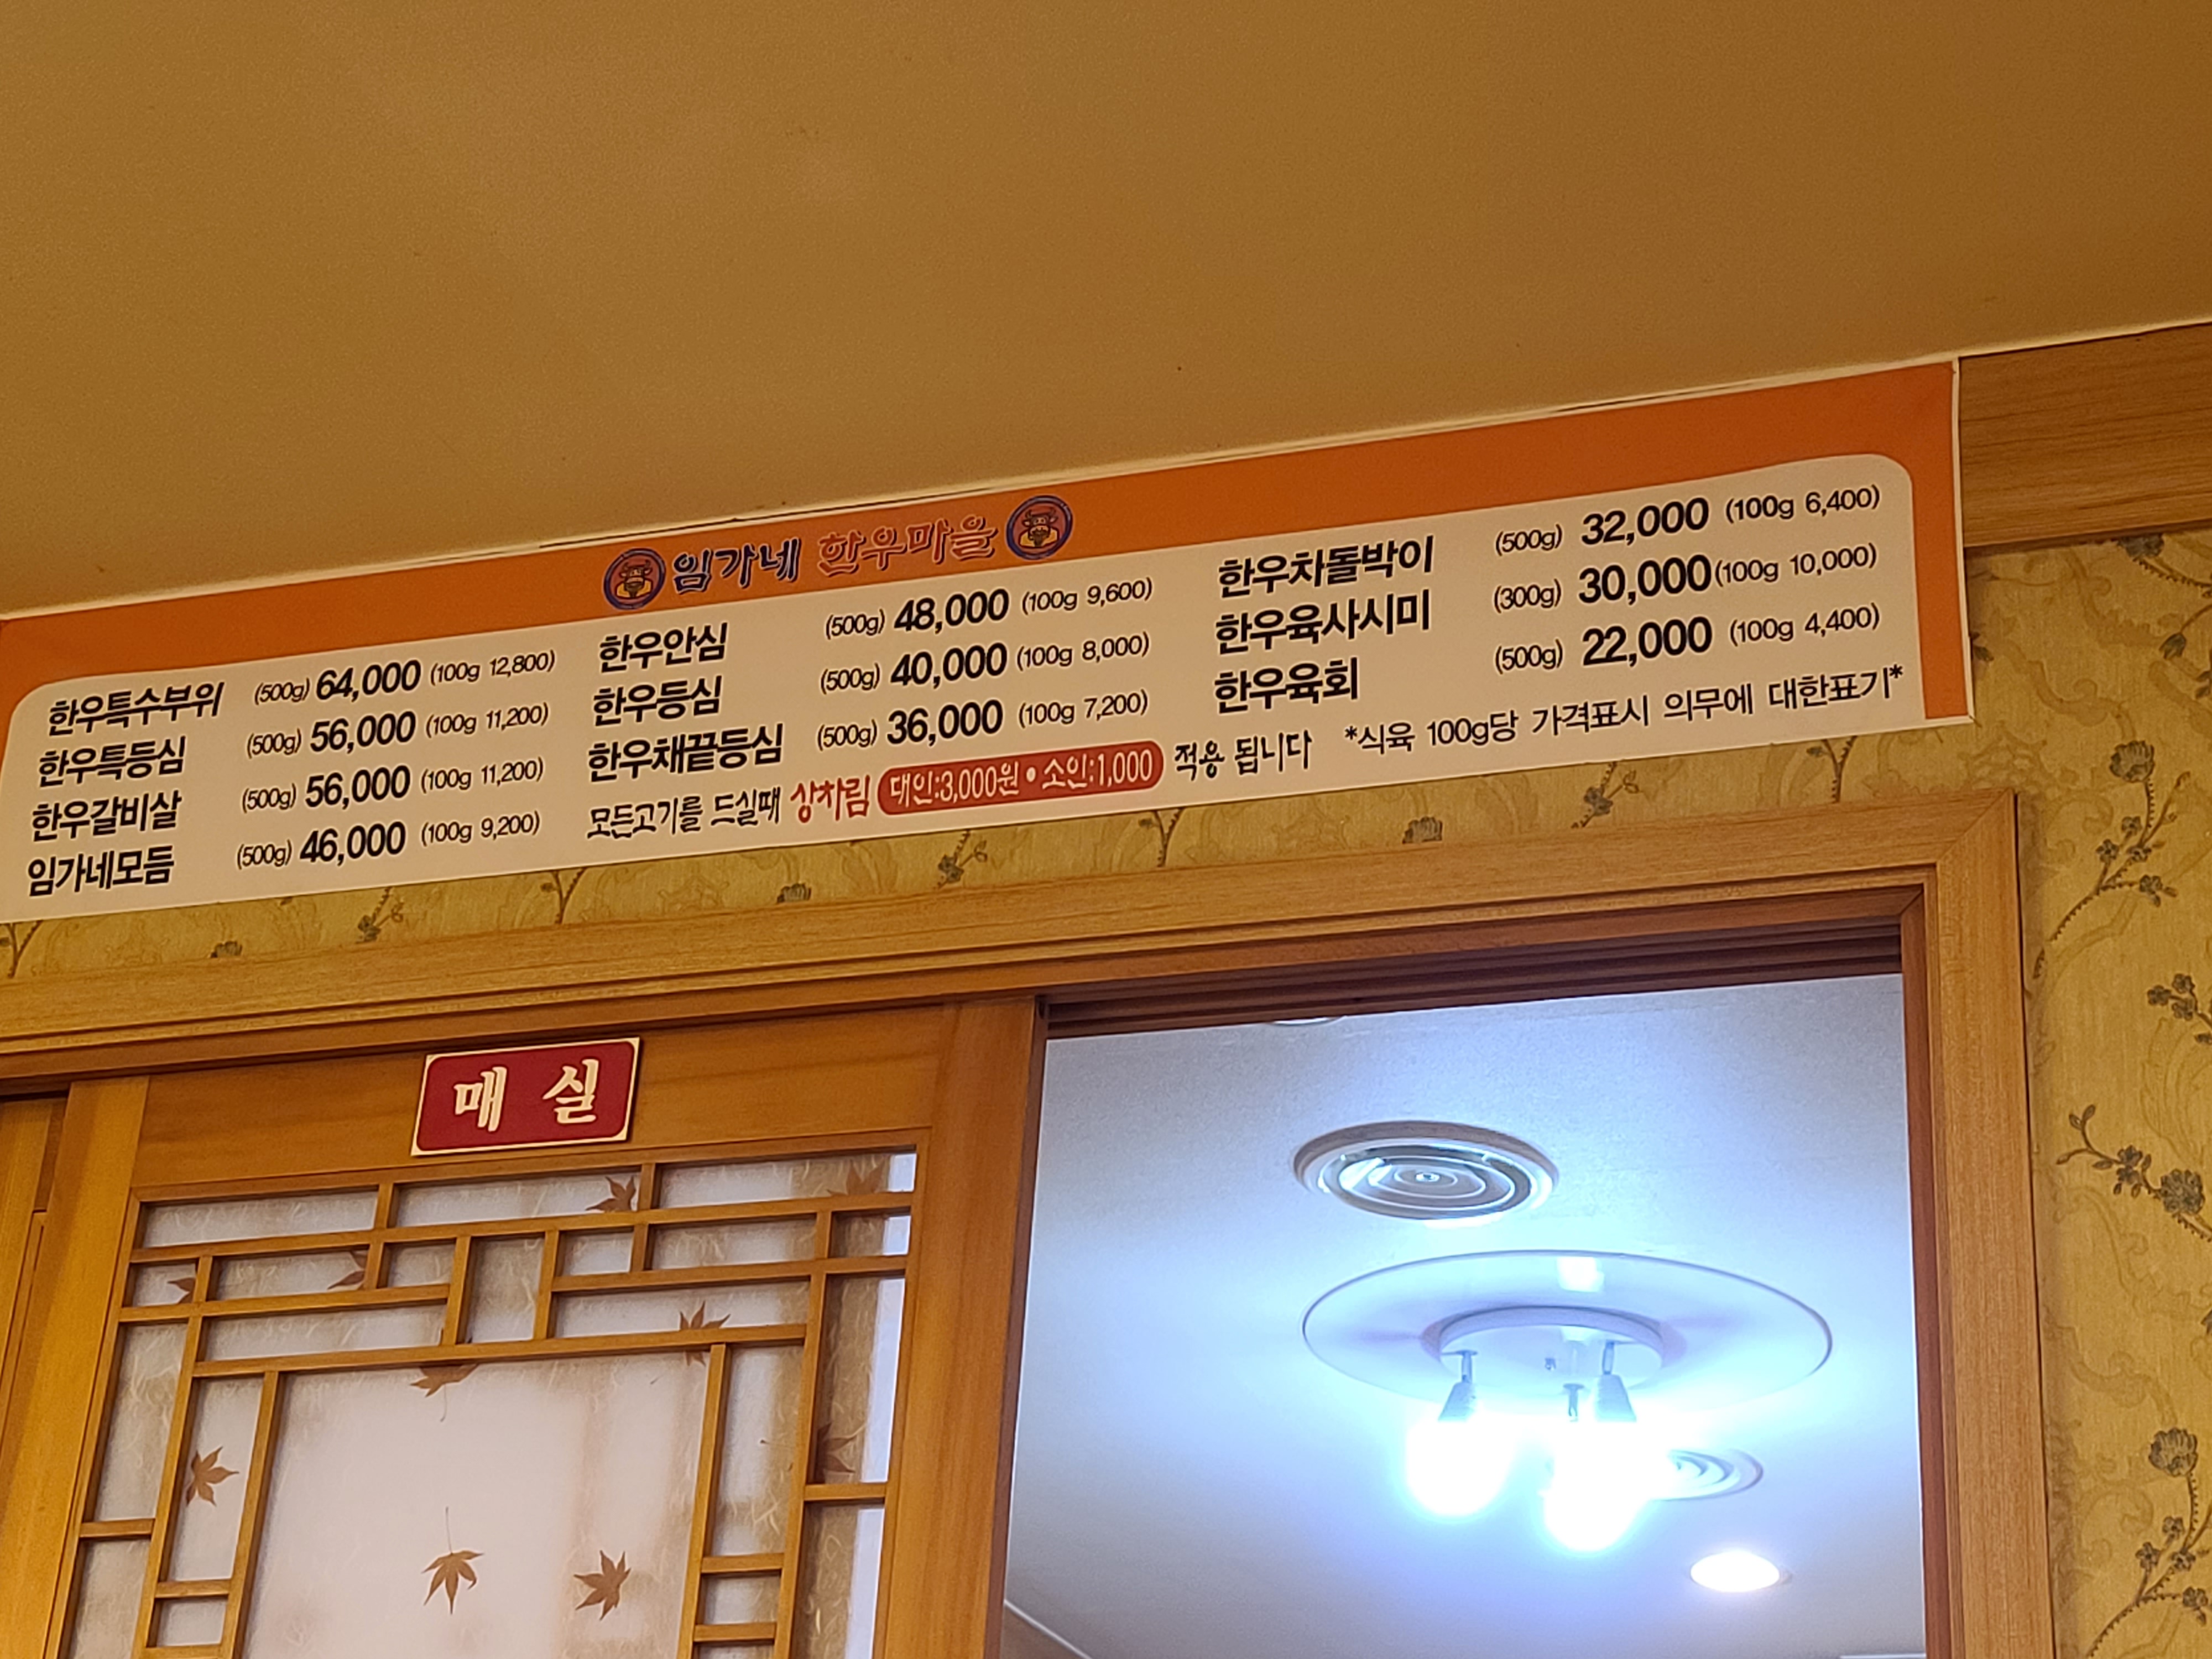 임가네 한우마을
한우특수부위 (500g) 64,000 (100g 12,800)
한우특등심 (500g) 56,000 (100g 11,200)
한우갈비살 (500g) 56,000 (100g 11,200)
임가네모듬 (500g) 46,000 (100g 9,200)
한우안심 (500g) 48,000 (100g 9,600)
한우등심 (500g) 40,000 (100g 8,000)
한우채끝등심 (500g) 36,000 (100g 7,200)
한우차돌박이 (500g) 32,000 (100g 6,400)
한우육사시미 (300g) 30,000 (100g 10,000)
한우육회 (500g) 22,000 (100g 4,400)
모든고기를 드실때 상차림 대인:3,000원 • 소인:1,000 적용 됩니다 *식육 100g당 가격표시 의무에 대한표기*
매 실